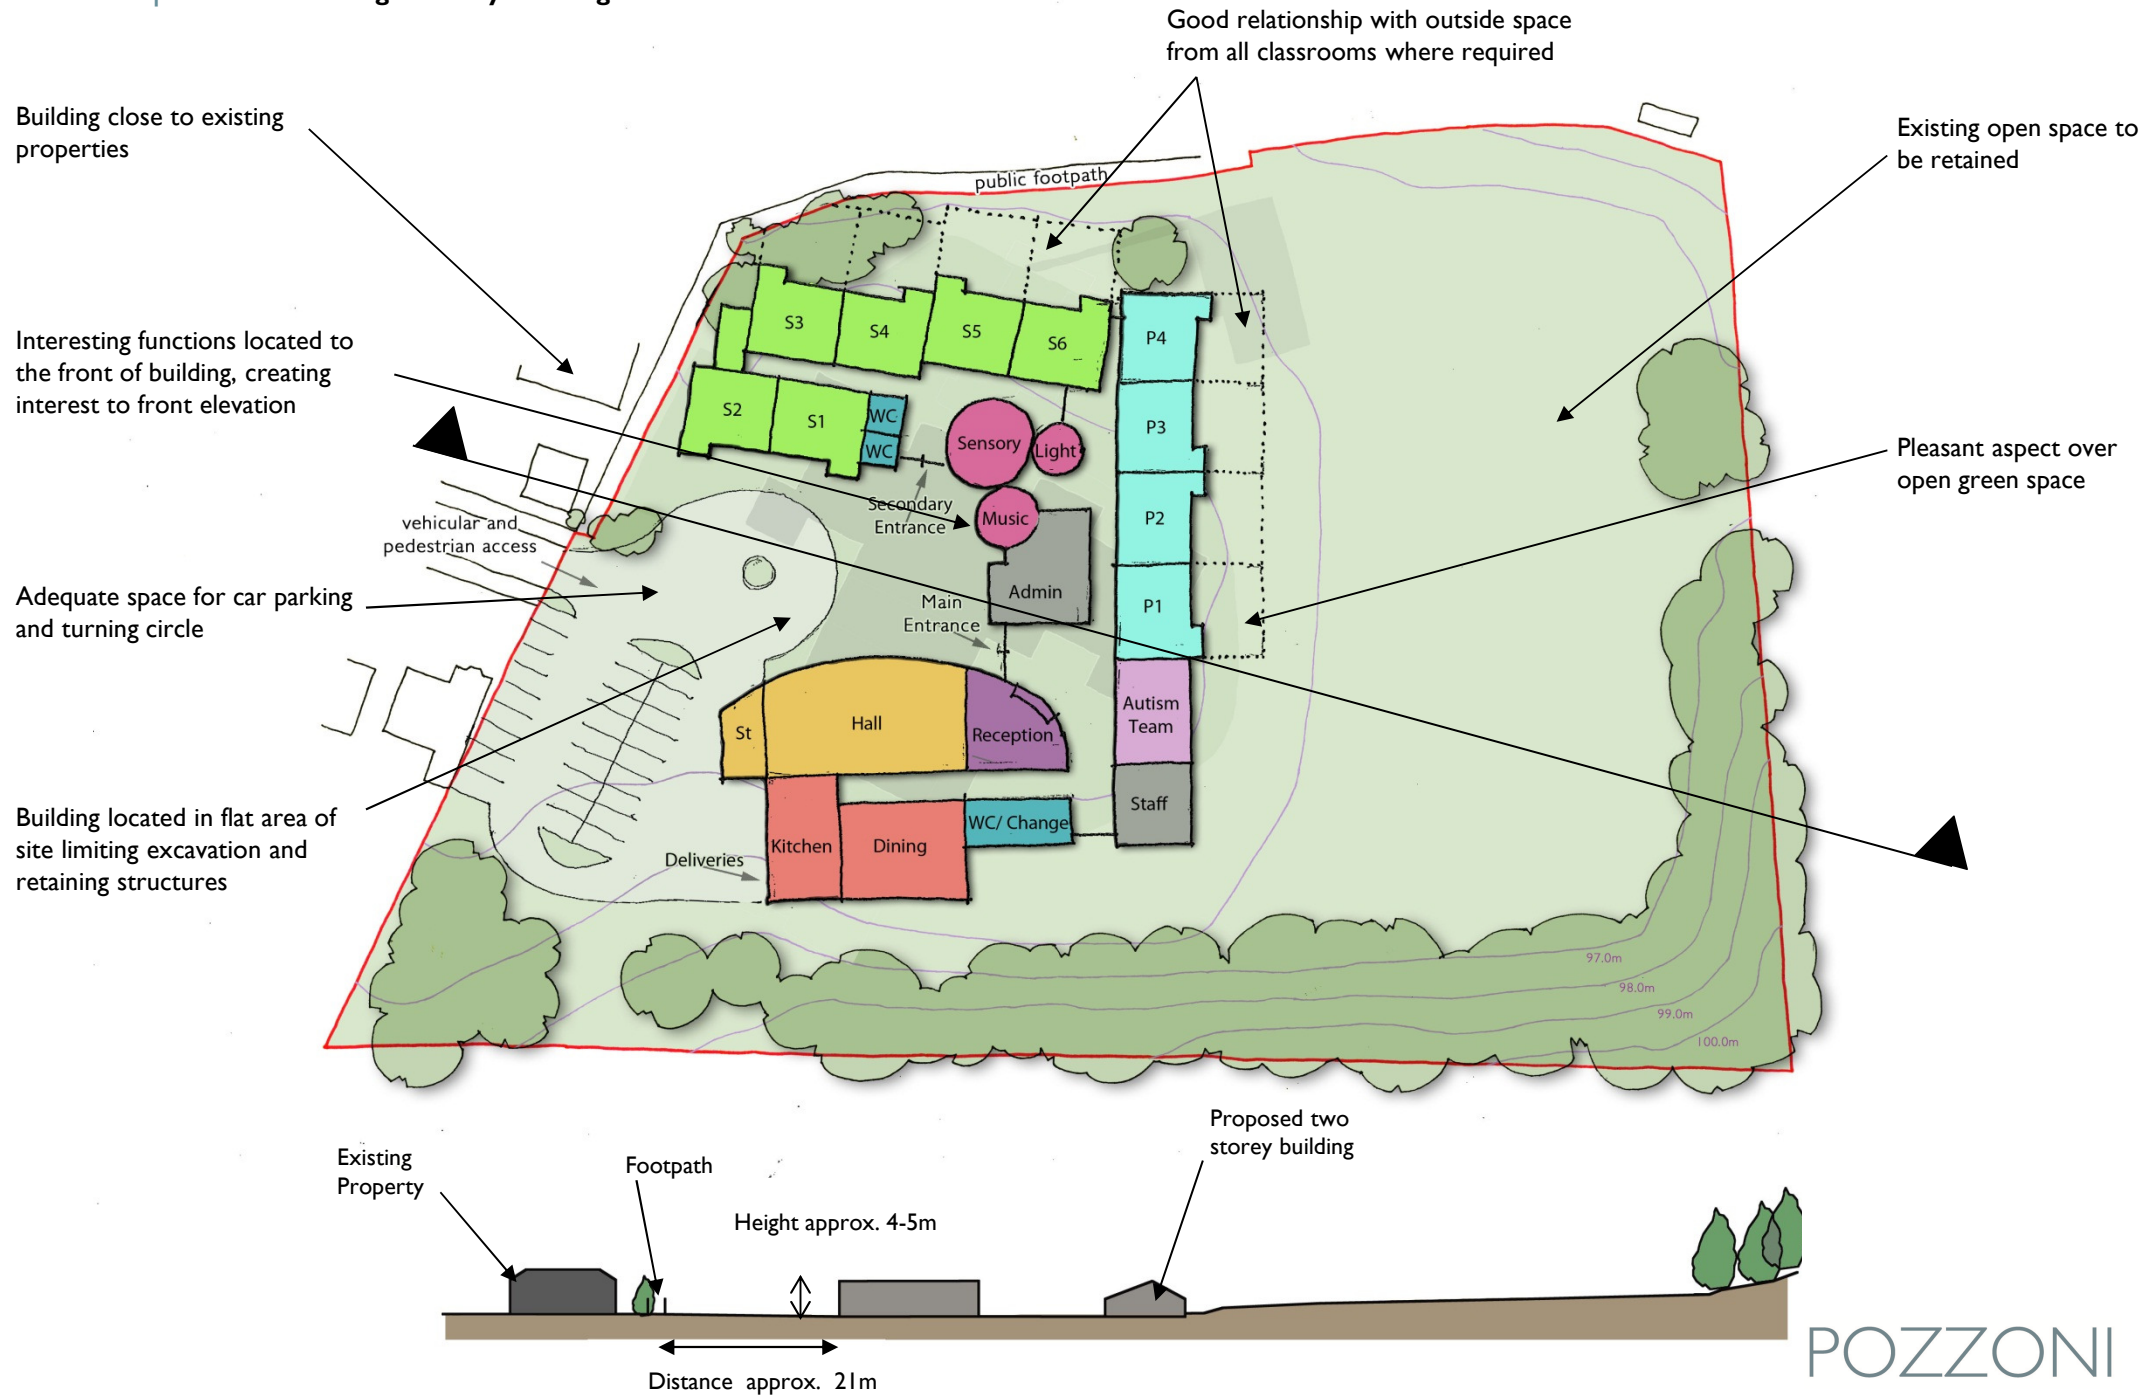 Good relationship with outside space
from all classrooms where required
Building close to existing
properties
Existing open space to
be retained
public footpath
Interesting functions located to
the front of building, creating
interest to front elevation
S3
S4
S5
S6
P4
S2
S1
WC
WC
Sensory
Light
P3
Pleasant aspect over
open green space
Secondary
Entrance
Music
P2
vehicular and
pedestrian access
Adequate space for car parking
and turning circle
Admin
Main
Entrance
P1
St
Hall
Reception
Autism
Team
Building located in flat area of
site limiting excavation and
retaining structures
Staff
WC/ Change
Kitchen
Dining
Deliveries
97.0m
98.0m
99.0m
100.0m
Proposed two
storey building
Existing
Property
Footpath
Height approx. 4-5m
Distance approx. 21m
POZZONI